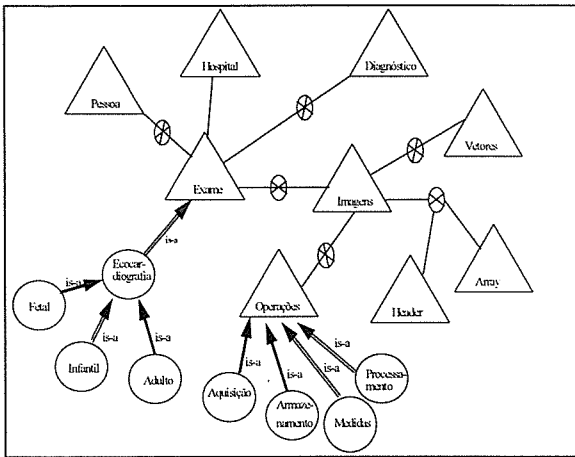 Hospital
Diagnóstico
Pessoa
Vetores
Exame
Imagens
is-a
Ecocar-
diografia
Array
is-a
Fetal
Operações
Header
is-a
is-a
is-a
is-a
is-a
is-a
Processa-
mento
Infantil
Adulto
Aquisição
Armaze-
namento
Medidas